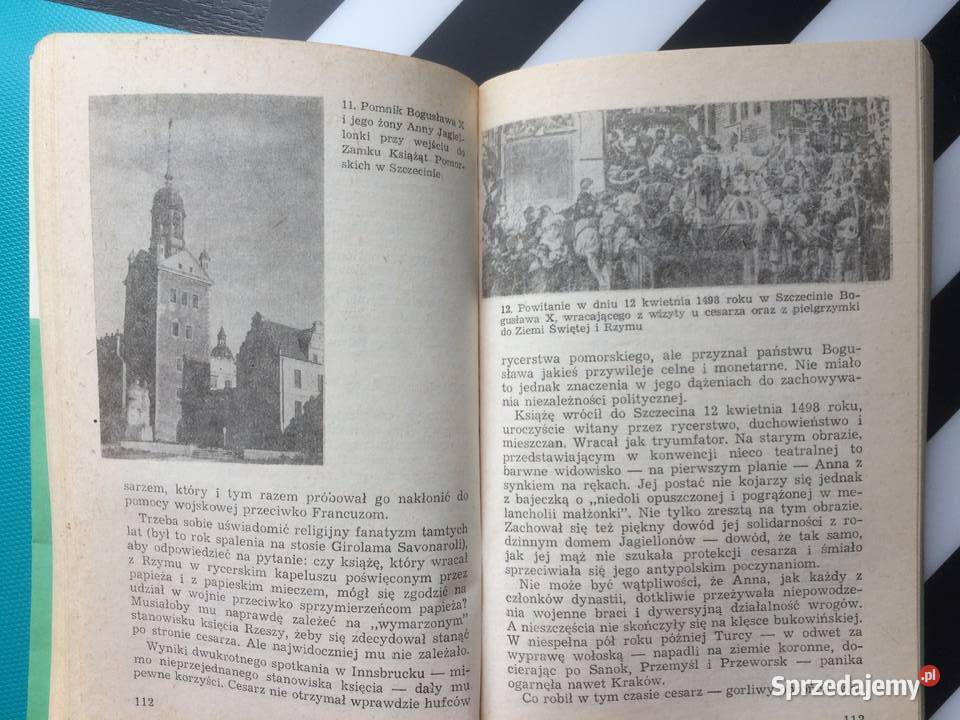 11. Pomnik Bogusława X
i jego żony Anny Jagiel-
lonki przy wejściu do
Zamku Książąt Pomor-
skich w Szczecinie
sarzem, który i tym razem próbował go nakłonić do
pomocy wojskowej przeciwko Francuzom.
Trzeba sobie uświadomić religijny fanatyzm tamtych
lat (był to rok spalenia na stosie Girolama Savonaroli),
aby odpowiedzieć na pytanie: czy książę, który wracał
z Rzymu w rycerskim kapeluszu poświęconym przez
papieża i z papieskim mieczem, mógł się zgodzić na
udział w wojnie przeciwko sprzymierzeńcom papieża?
Musiałoby mu naprawdę zależeć na „wymarzonym”
stanowisku księcia Rzeszy, żeby się zdecydował stanąć
po stronie cesarza. Ale najwidoczniej mu nie zależało.
Wyniki dwukrotnego spotkania w Innsbrucku — mi-
mo nieprzejednanego stanowiska księcia — dały mu
pewne korzyści. Cesarz nie otrzymał wprawdzie hufców
112
12. Powitanie w dniu 12 kwietnia 1498 roku w Szczecinie Bo-
gusława X, wracającego z wizyty u cesarza oraz z pielgrzymki
do Ziemi Świętej i Rzymu
rycerstwa pomorskiego, ale przyznał państwu Bogu-
sława jakieś przywileje celne i monetarne. Nie miało
to jednak znaczenia w jego dążeniach do zachowywa-
nia niezależności politycznej.
Książę wrócił do Szczecina 12 kwietnia 1498 roku,
uroczyście witany przez rycerstwo, duchowieństwo i
mieszczan. Wracał jak tryumfator. Na starym obrazie,
przedstawiającym w konwencji nieco teatralnej to
barwne widowisko — na pierwszym planie — Anna z
synkiem na rękach. Jej postać nie kojarzy się jednak
z bajeczką o „niedoli opuszczonej i pogrążonej w me-
lancholii małżonki”. Nie tylko zresztą na tym obrazie.
Zachował się też piękny dowód jej solidarności z ro-
dzinnym domem Jagiellonów — dowód, że tak samo,
jak jej mąż nie szukała protekcji cesarza i śmiało
sprzeciwiała się jego antypolskim poczynaniom.
Nie może być wątpliwości, że Anna, jak każdy z
członków dynastii, dotkliwie przeżywała niepowodze-
nia wojenne braci i dywersyjną działalność wrogów.
A nieszczęścia nie skończyły się na klęsce bukowińskiej.
W niespełna pół roku później Turcy — w odwet za
wyprawę wołoską — napadli na ziemie koronne, do-
cierając po Sanok, Przemyśl i Przeworsk — panika
ogarnęła nawet Kraków.
Co robił w tym czasie cesarz — gorliwy
113
Sprzedajemy.pl